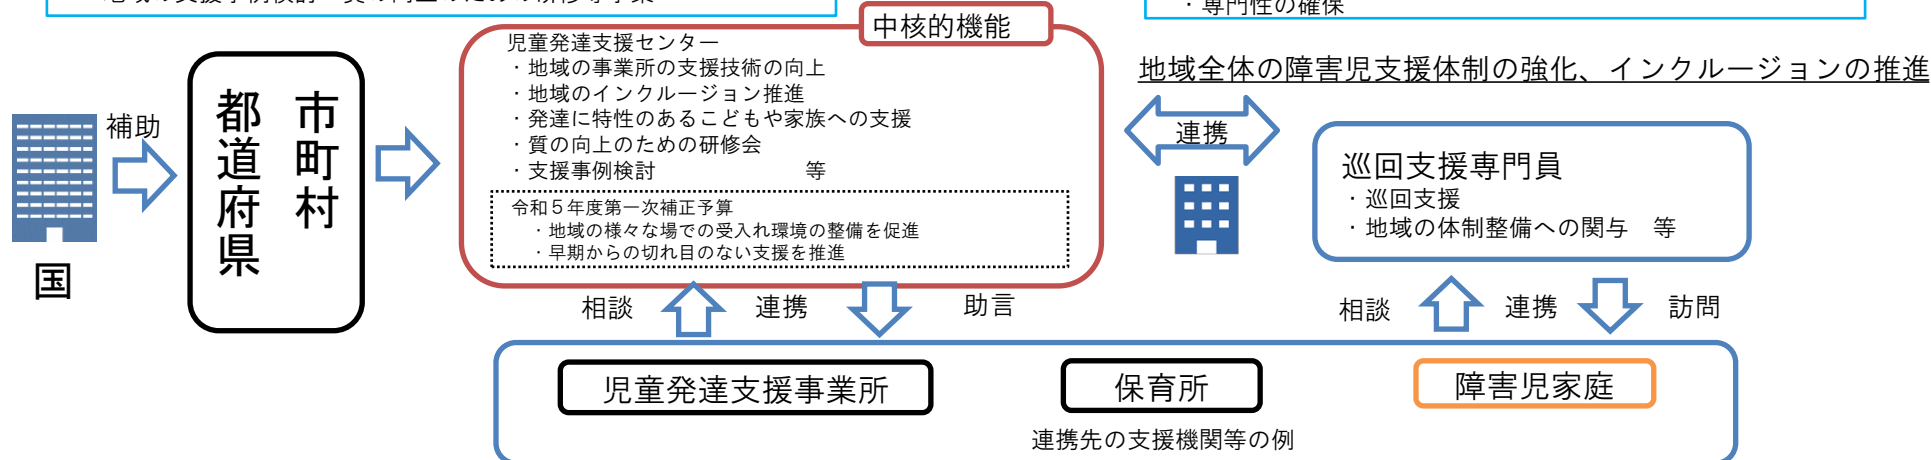 ・専門性の確保
中核的機能
児童発達支援センター
・地域の事業所の支援技術の向上
・地域のインクルージョン推進
・発達に特性のあるこどもや家族への支援
・質の向上のための研修会
・支援事例検討　　　　　　　等
令和５年度第一次補正予算
・地域の様々な場での受入れ環境の整備を促進
・早期からの切れ目のない支援を推進
地域全体の障害児支援体制の強化、インクルージョンの推進
補助
国
都道府県
市町村
連携
巡回支援専門員
・巡回支援
・地域の体制整備への関与　等
相談
連携
助言
相談
連携
訪問
児童発達支援事業所
保育所
障害児家庭
連携先の支援機関等の例